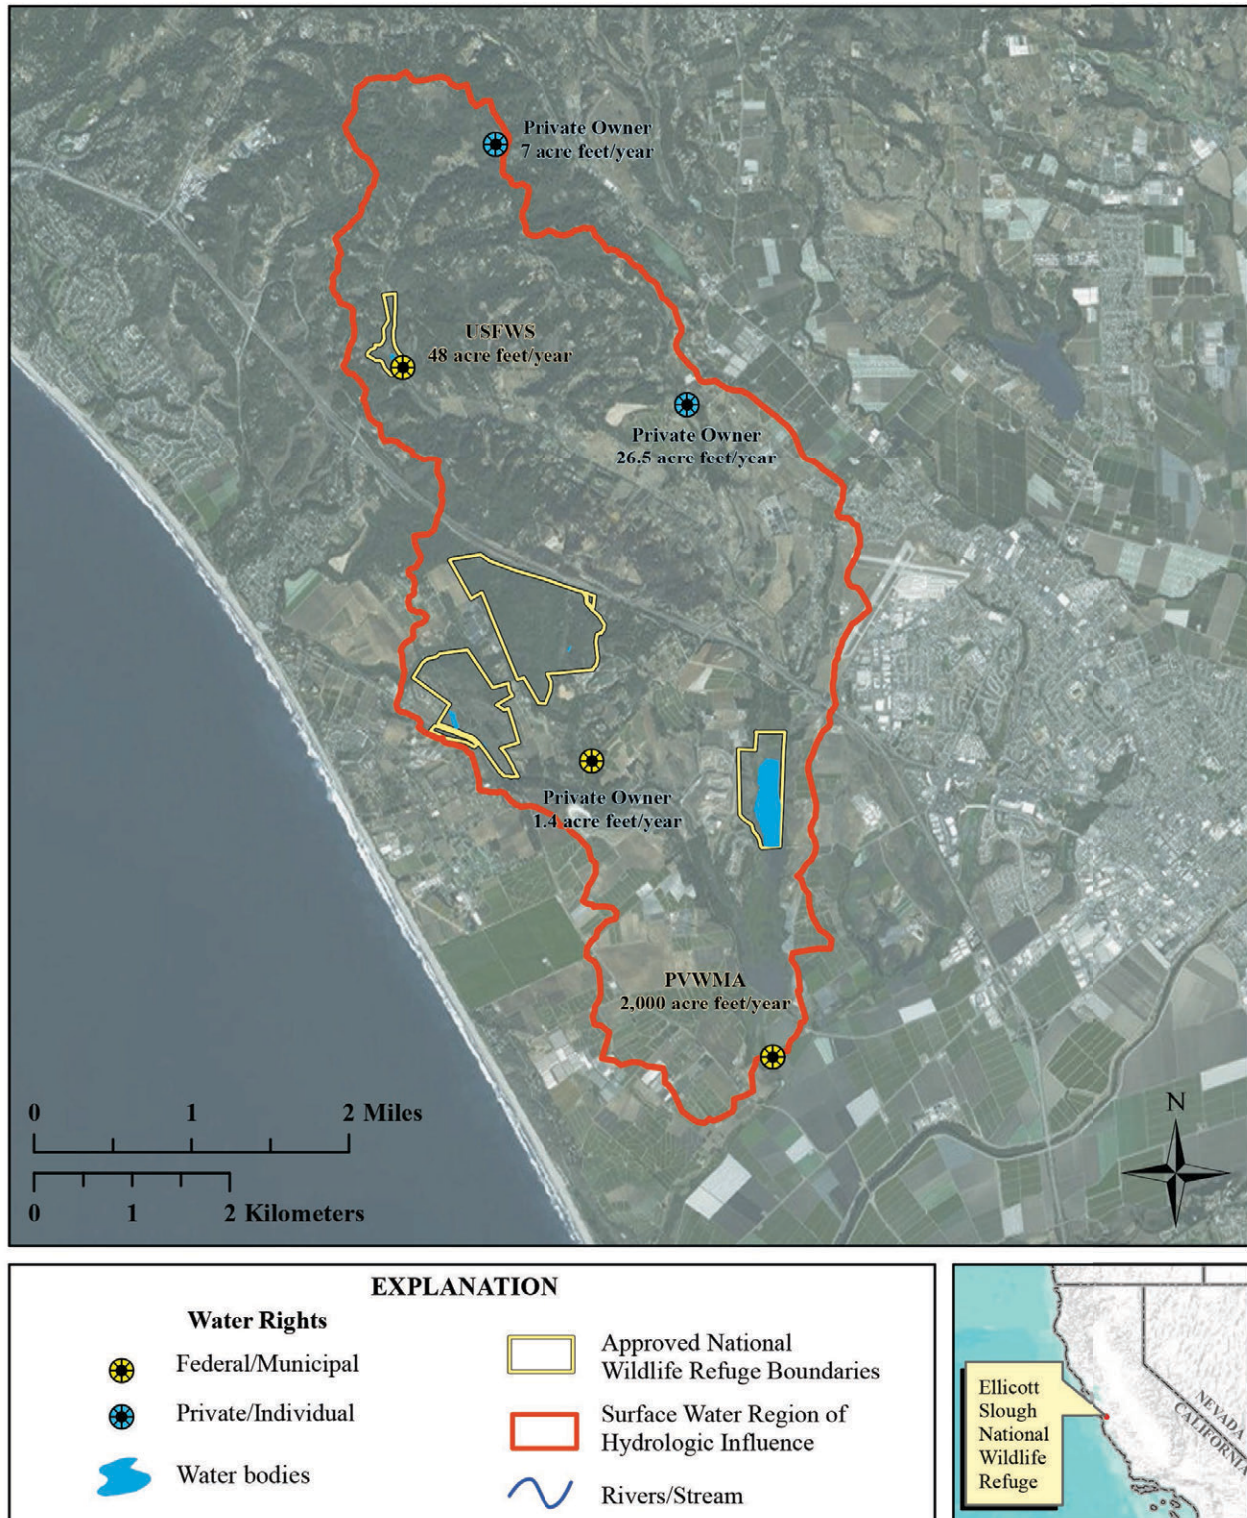 Private Owner
7 acre feet/year
USFWS
48 acre feet/year
Private Owner
26.5 acre feet/year
Private Owner
1.4 acre feet/year
PVWMA
2,000 acre feet/year
0 1 2 Miles
0 1 2 Kilometers
N
EXPLANATION
Water Rights
Federal/Municipal
Private/Individual
Water bodies
Approved National
Wildlife Refuge Boundaries
Surface Water Region of
Hydrologic Influence
Rivers/Stream
Ellicott
Slough
National
Wildlife
Refuge
NEVADA
CALIFORNIA